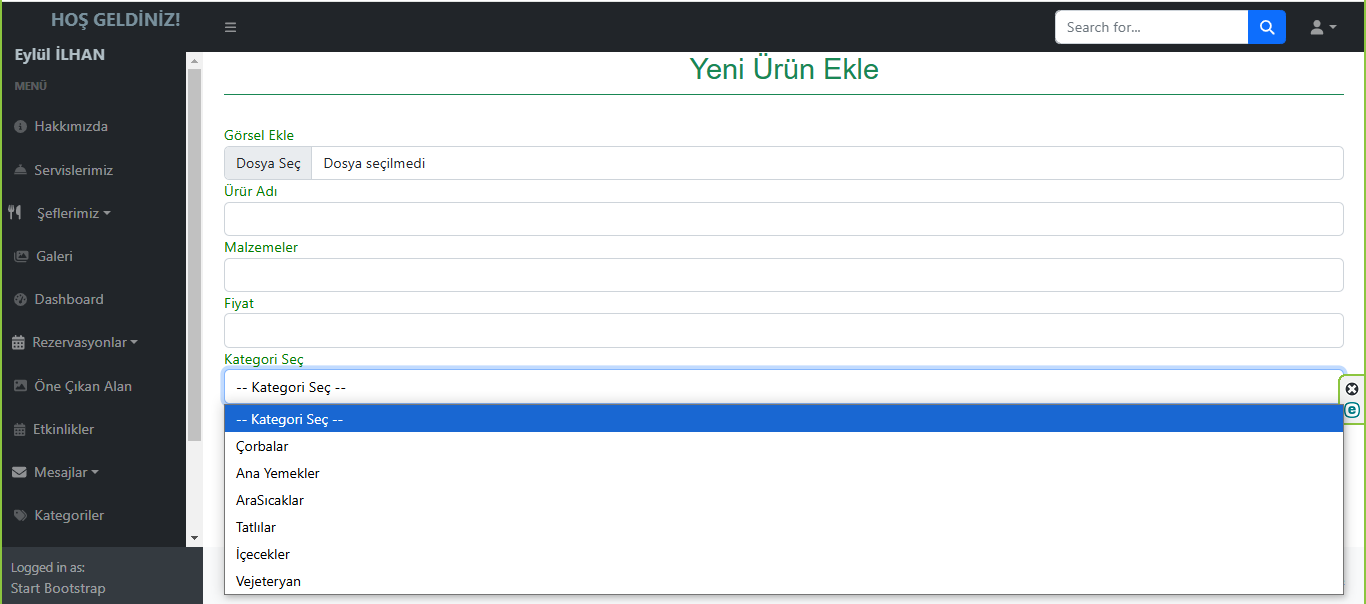 HOŞ GELDİNİZ!
Search for...
Eylül İLHAN
MENÜ
Hakkımızda
Servislerimiz
Şeflerimiz
Galeri
Dashboard
Rezervasyonlar
Öne Çıkan Alan
Etkinlikler
Mesajlar
Kategoriler
Logged in as:
Start Bootstrap
Yeni Ürün Ekle
Görsel Ekle
Dosya Seç Dosya seçilmedi
Ürür Adı
Malzemeler
Fiyat
Kategori Seç
-- Kategori Seç --
-- Kategori Seç --
Çorbalar
Ana Yemekler
AraSıcaklar
Tatlılar
İçecekler
Vejeteryan
e